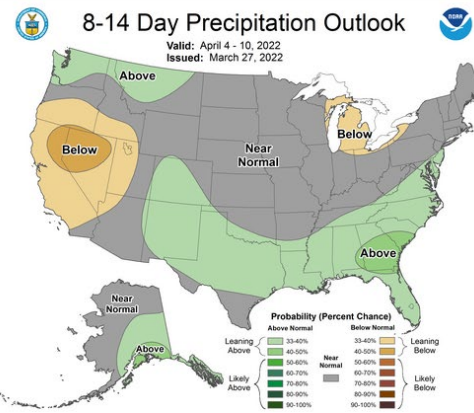 8-14 Day Precipitation Outlook
Valid: April 4 - 10, 2022
Issued: March 27, 2022
NOAA
Above
Below
Near
Normal
Below
Above
Near
Normal
Above
Probability (Percent Chance)
Above Normal
Below Normal
Leaning
Above
33-40%
40-50%
Likely
Above
50-60%
60-70%
70-80%
80-90%
90-100%
Near
Normal
33-40%
40-50%
Leaning
Below
50-60%
60-70%
70-80%
80-90%
90-100%
Likely
Below